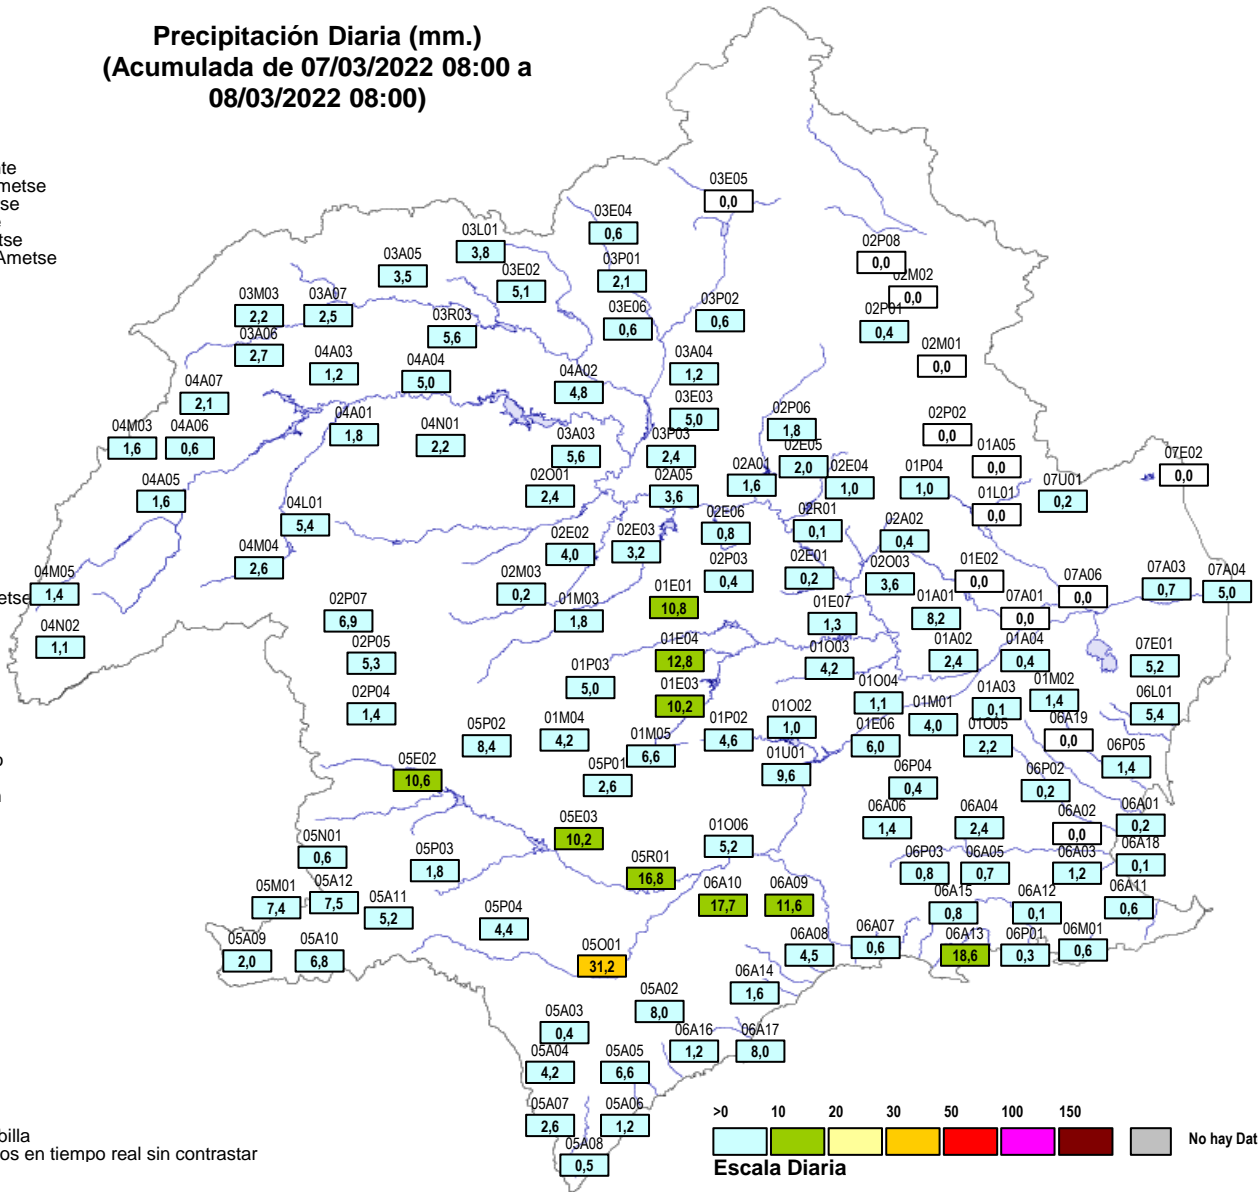 Precipitación Diaria (mm.)
(Acumulada de 07/03/2022 08:00 a
08/03/2022 08:00)
03E05
0,0
03E04
0,6
03L01
3,8
03A05
3,5
03E02
5,1
03P01
2,1
02P08
0,0
02M02
0,0
03M03
2,2
03A07
2,5
03R03
5,6
03E06
0,6
03P02
0,6
02P01
0,4
03A06
2,7
04A03
1,2
04A04
5,0
04A02
4,8
03A04
1,2
02M01
0,0
04A07
2,1
04A01
1,8
04N01
2,2
03E03
5,0
02P06
1,8
02P02
0,0
04M03
1,6
04A06
0,6
03A03
5,6
03P03
2,4
02E05
2,0
01A05
0,0
07E02
0,0
04A05
1,6
02O01
2,4
02A05
3,6
02A01
1,6
02E04
1,0
01P04
1,0
07U01
0,2
04L01
5,4
01L01
0,0
02E06
0,8
02R01
0,1
02A02
0,4
04M04
2,6
02E02
4,0
02E03
3,2
04M05
1,4
etse
02M03
0,2
02P03
0,4
02E01
0,2
02O03
3,6
01E02
0,0
07A06
0,0
07A03
0,7
07A04
5,0
02P07
6,9
01M03
1,8
01E01
10,8
01E07
1,3
01A01
8,2
07A01
0,0
04N02
1,1
02P05
5,3
01E04
12,8
01O03
4,2
01A02
2,4
01A04
0,4
07E01
5,2
01P03
5,0
01E03
10,2
02P04
1,4
01O04
1,1
01A03
0,1
01M02
1,4
06L01
5,4
05P02
8,4
01M04
4,2
01M05
6,6
01P02
4,6
01O02
1,0
01E06
6,0
01M01
4,0
01O05
2,2
06A19
0,0
05E02
10,6
05P01
2,6
01U01
9,6
06P04
0,4
06P02
0,2
06P05
1,4
05E03
10,2
01O06
5,2
06A06
1,4
06A04
2,4
06A02
0,0
06A01
0,2
05N01
0,6
05P03
1,8
05R01
16,8
06P03
0,8
06A05
0,7
06A03
1,2
06A18
0,1
05M01
7,4
05A12
7,5
05A11
5,2
06A10
17,7
06A09
11,6
06A15
0,8
06A12
0,1
06A11
0,6
05P04
4,4
05A09
2,0
05A10
6,8
05O01
31,2
06A08
4,5
06A07
0,6
06A13
18,6
06P01
0,3
06M01
0,6
05A02
8,0
06A14
1,6
05A03
0,4
06A16
1,2
06A17
8,0
05A04
4,2
05A05
6,6
05A07
2,6
05A06
1,2
05A08
0,5
billa
os en tiempo real sin contrastar
>0 10 20 30 50 100 150
No hay Dat
Escala Diaria